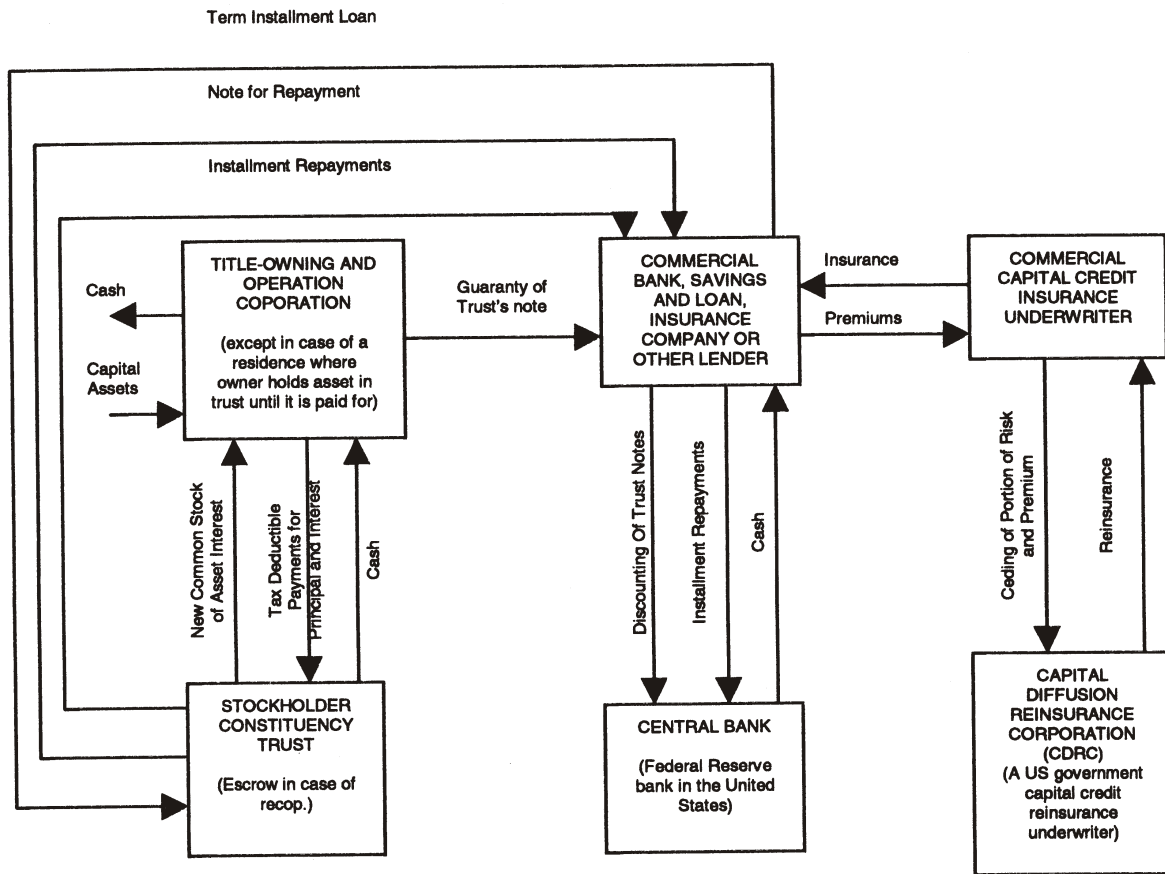 Term Installment Loan
Note for Repayment
Installment Repayments
TITLE-OWNING AND
OPERATION
COPORATION
(except in case of a
residence where
owner holds asset in
trust until it is paid for)
Cash
Capital
Assets
Guaranty of
Trust's note
COMMERCIAL
BANK, SAVINGS
AND LOAN,
INSURANCE
COMPANY OR
OTHER LENDER
Insurance
Premiums
COMMERCIAL
CAPITAL CREDIT
INSURANCE
UNDERWRITER
New Common Stock
of Asset Interest
Tax Deductible
Payments for
Principal and Interest
Cash
Discounting Of Trust Notes
Installment Repayments
Cash
Ceding of Portion of Risk
and Premium
Reinsurance
STOCKHOLDER
CONSTITUENCY
TRUST
(Escrow in case of
recop.)
CENTRAL BANK
(Federal Reserve
bank in the United
States)
CAPITAL
DIFFUSION
REINSURANCE
CORPORATION
(CDRC)
(A US government
capital credit
reinsurance
underwriter)